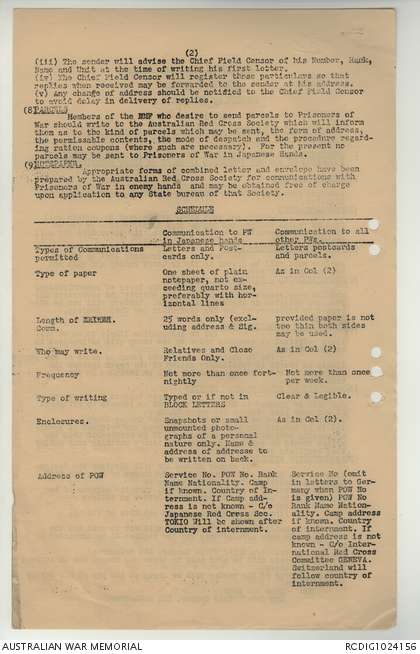 (2)
(iii) The sender will advise the Chief Field Censor of his Number, Rank,
Name and Unit at the time of writing his first letter.
(iv) The Chief Field Censor will register these particulars so that
replies when received may be forwarded to the sender at his address.
(v) Any change of address should be notified to the Chief Field Censor
to avoid delay in delivery of replies.
(8)PARCELS
Members of the who desire to send parcels to Prisoners of
War should write to the Australian Red Cross Society which will inform
them as to the kind of parcels which may be sent, the form of address,
the permissable contents, the mode of despatch and the procedure regard-
ing ration coupons (where such are necessary). For the present no
parcels may be sent to Prisoners of War in Japanese Hands.
(9)
Appropriate forms of combined letter and envelope have been
prepared by the Australian Red Cross Society for communications with
Prisoners of War in enemy hands and may be obtained free of charge
upon application to any State bureau of that Society.
SCHEDULE
Communication to PW in Japanese hands
Communication to all other PWs.
Types of Communications permitted
Letters and Post-
cards only.
Letters postcards
and parcels.
Type of paper
One sheet of plain
notepaper, not ex-
ceeding quarto size,
preferably with hor-
izontal lines
As in Col (2)
Length of
Comm.
25 words only (excl-
uding address & Sig.
provided paper is not
too thin both sides
may be used.
Who may write.
Relatives and Close
Friends Only.
As in Col (2)
Frequency
Not more than once fort-
nightly
Not more than once
per week.
Type of writing
Typed or if not in
BLOCK LETTERS
Clear & Legible.
Enclosures.
Snapshots or small
unmounted photo-
graphs of a personal
nature only. Name &
address of addresse to
be written on back.
As in Col (2).
Address of POW
Service No. POW No. Rank
Name Nationality. Camp
if known. Country of In-
ternment. If Camp add-
ress is not known - C/o
Japanese Red Cross Soc.
TOKIO Will be shown after
Country of internment.
Service No (omit
in letters to Ger-
many when POW No
is given) POW No
Rank Name Nation-
ality. Camp address
if known. Country
of internment. If
camp address is not
known - C/o Inter-
national Red Cross
Committee GENEVA.
Switzerland will
follow country of
internment.
AUSTRALIAN WAR MEMORIAL
RCDIG1024156